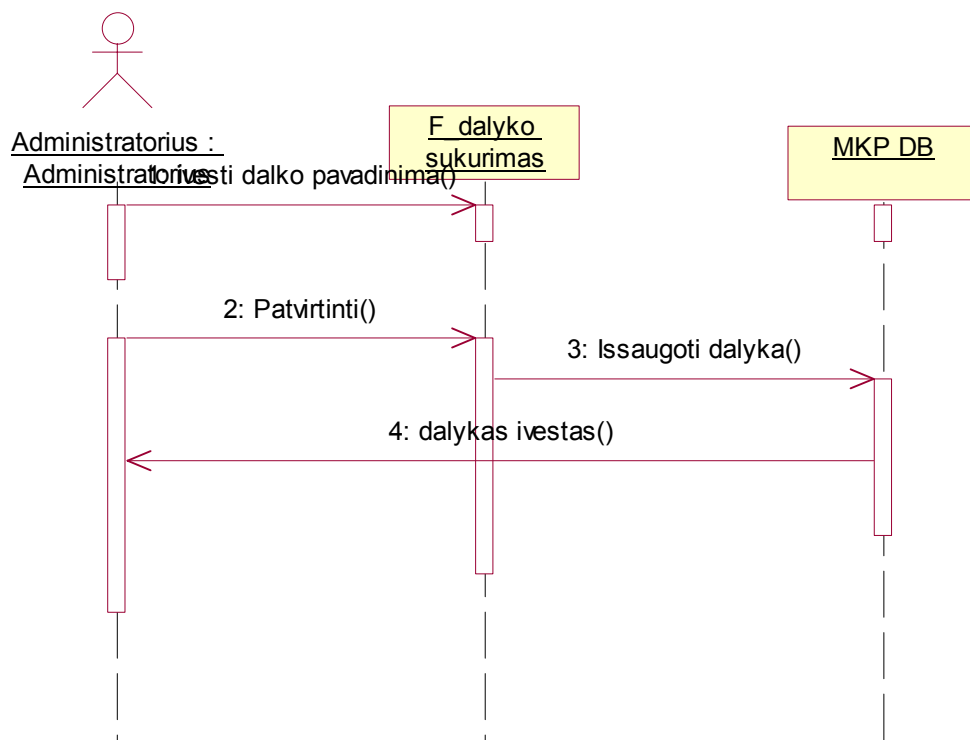 Administratorius :
Administratorius
F_dalyko
sukurimas
MKP DB
1: ivesti dalko pavadinima()
2: Patvirtinti()
3: Issaugoti dalyka()
4: dalykas ivestas()